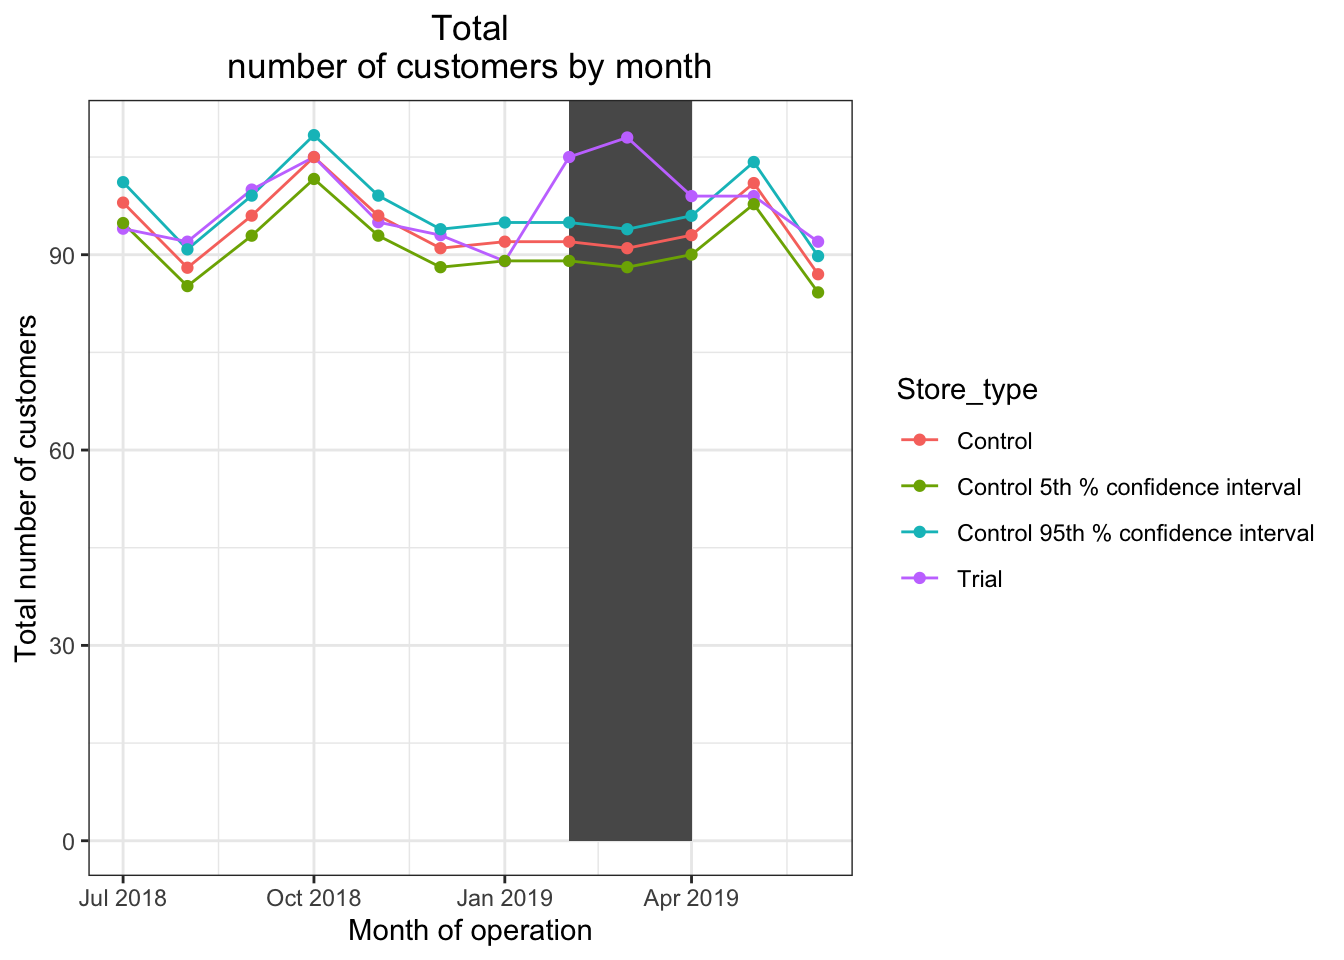 Total
number of customers by month
Total number of customers
90
60
30
0
Jul 2018
Oct 2018
Jan 2019
Apr 2019
Month of operation
Store_type
Control
Control 5th % confidence interval
Control 95th % confidence interval
Trial